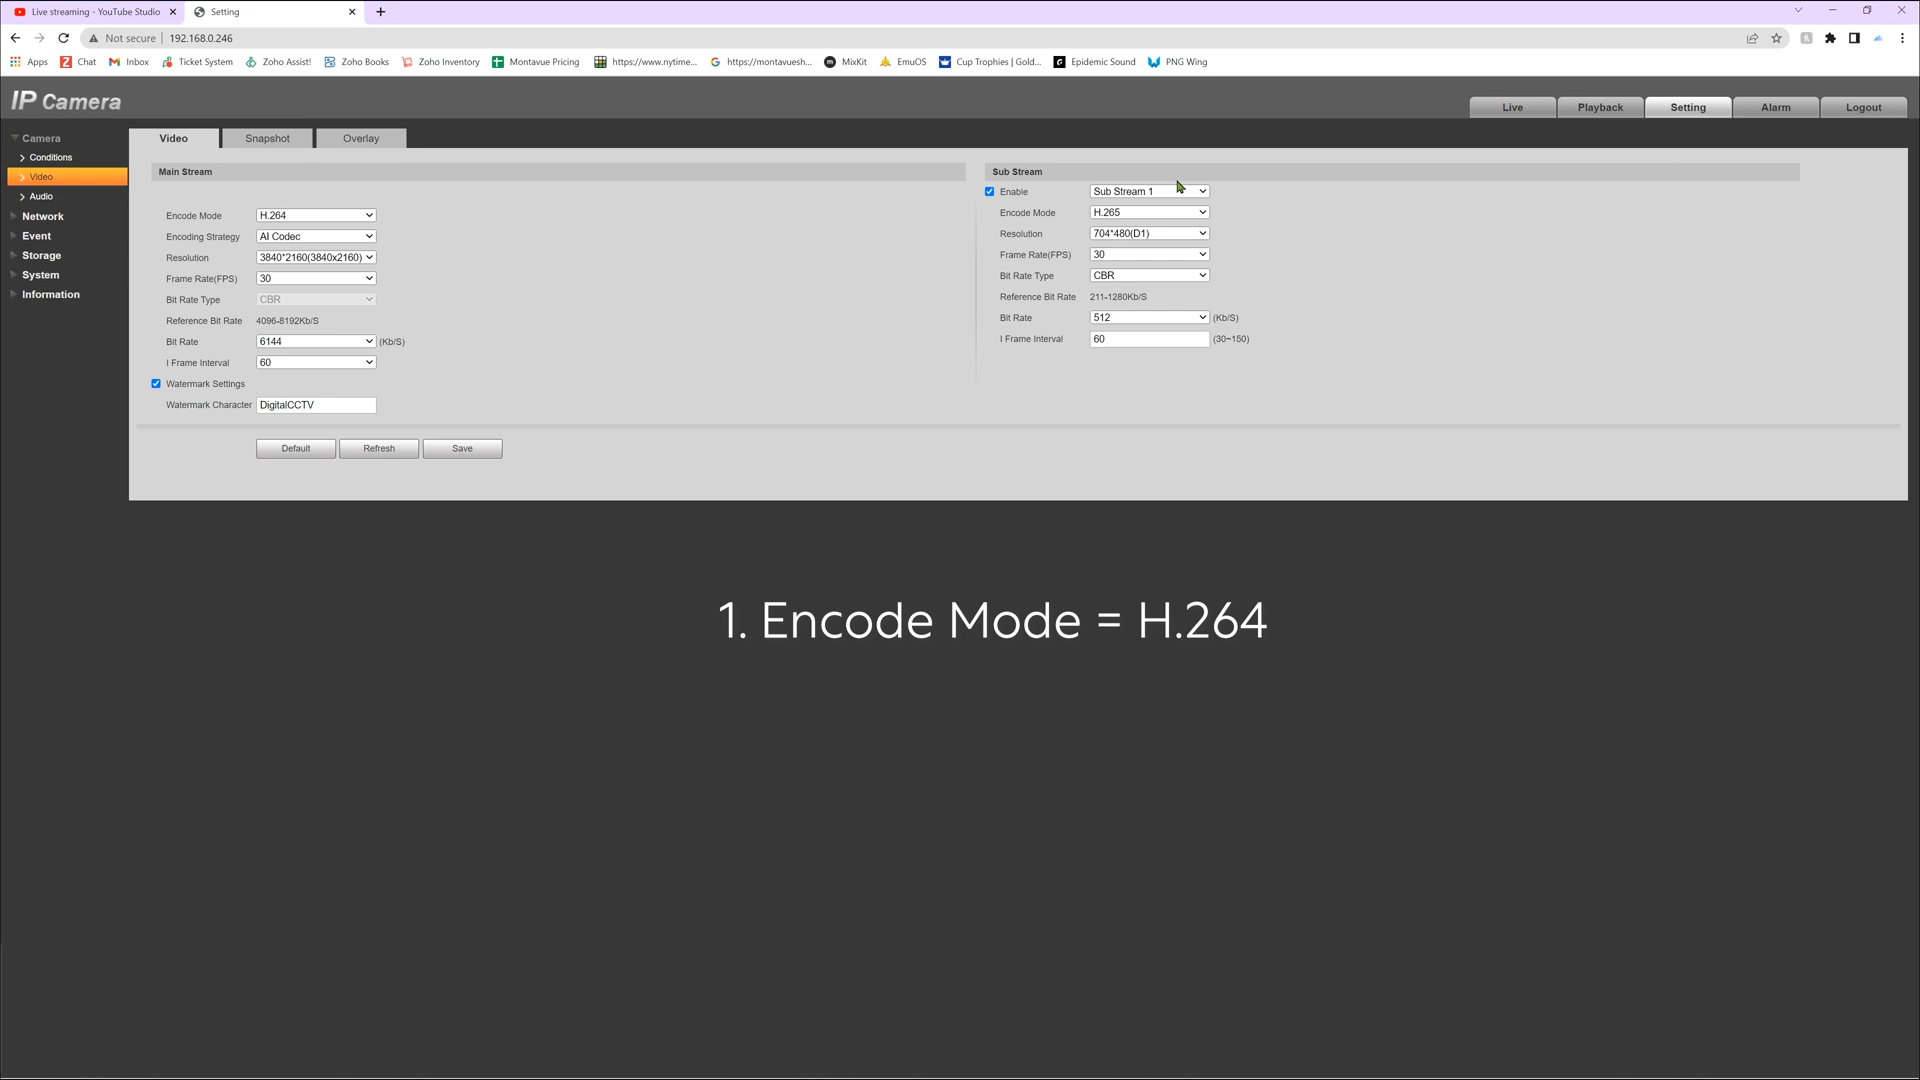 Live streaming - YouTube Studio
Setting
Not secure | 192.168.0.246
Apps Chat Inbox Ticket System Zoho Assist! Zoho Books Zoho Inventory Montavue Pricing https://www.nytime... https://montavuesh... MixKit EmuOS Cup Trophies | Gold... Epidemic Sound PNG Wing
IP Camera
Live Playback Setting Alarm Logout
Camera
Conditions
Video
Audio
Network
Event
Storage
System
Information
Video Snapshot Overlay
Main Stream
Encode Mode H.264
Encoding Strategy AI Codec
Resolution 3840*2160(3840x2160)
Frame Rate(FPS) 30
Bit Rate Type CBR
Reference Bit Rate 4096-8192Kb/S
Bit Rate 6144 (Kb/S)
I Frame Interval 60
Watermark Settings
Watermark Character DigitalCCTV
Default Refresh Save
Sub Stream
Enable Sub Stream 1
Encode Mode H.265
Resolution 704*480(D1)
Frame Rate(FPS) 30
Bit Rate Type CBR
Reference Bit Rate 211-1280Kb/S
Bit Rate 512 (Kb/S)
I Frame Interval 60 (30~150)
1. Encode Mode = H.264